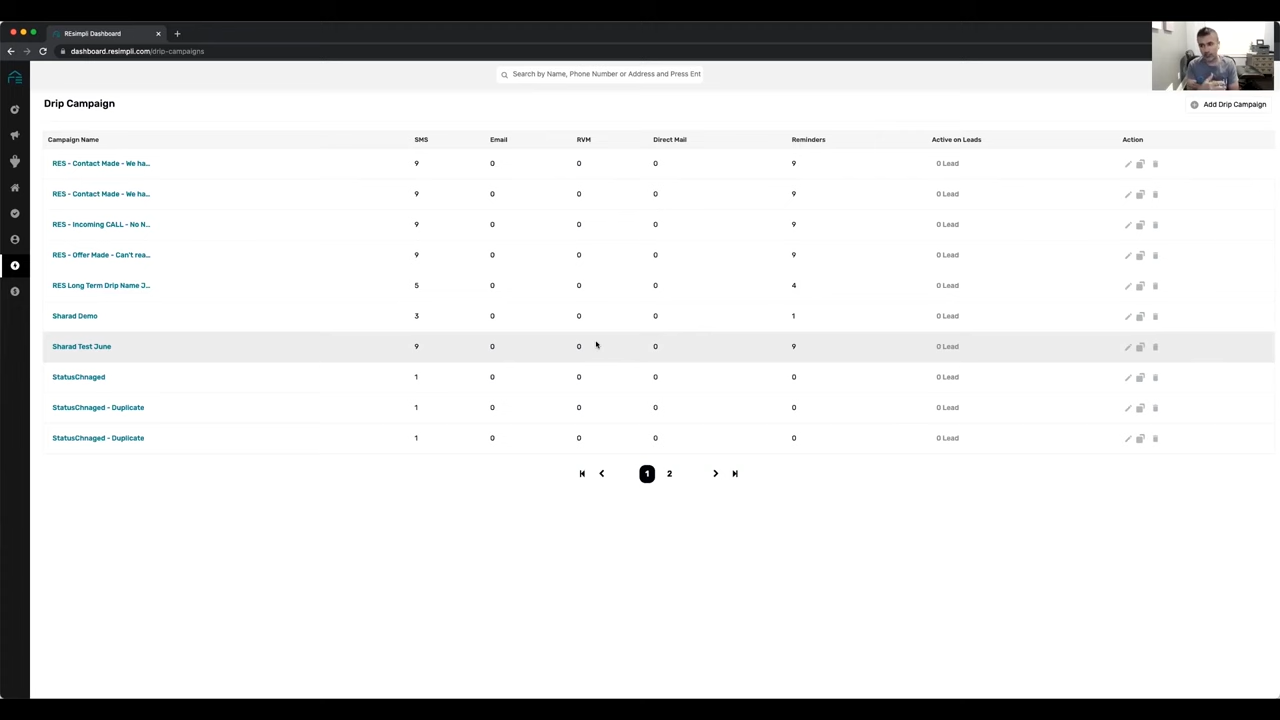 REsimpli Dashboard
dashboard.resimpli.com/drip-campaigns
Search by Name, Phone Number or Address and Press Ent
Drip Campaign
Add Drip Campaign
Campaign Name SMS Email RVM Direct Mail Reminders Active on Leads Action
RES - Contact Made - We ha... 9 0 0 0 9 0 Lead
RES - Contact Made - We ha... 9 0 0 0 9 0 Lead
RES - Incoming CALL - No N... 9 0 0 0 9 0 Lead
RES - Offer Made - Can't rea... 9 0 0 0 9 0 Lead
RES Long Term Drip Name J... 5 0 0 0 4 0 Lead
Sharad Demo 3 0 0 0 1 0 Lead
Sharad Test June 9 0 0 0 9 0 Lead
StatusChnaged 1 0 0 0 0 0 Lead
StatusChnaged - Duplicate 1 0 0 0 0 0 Lead
StatusChnaged - Duplicate 1 0 0 0 0 0 Lead
1 2